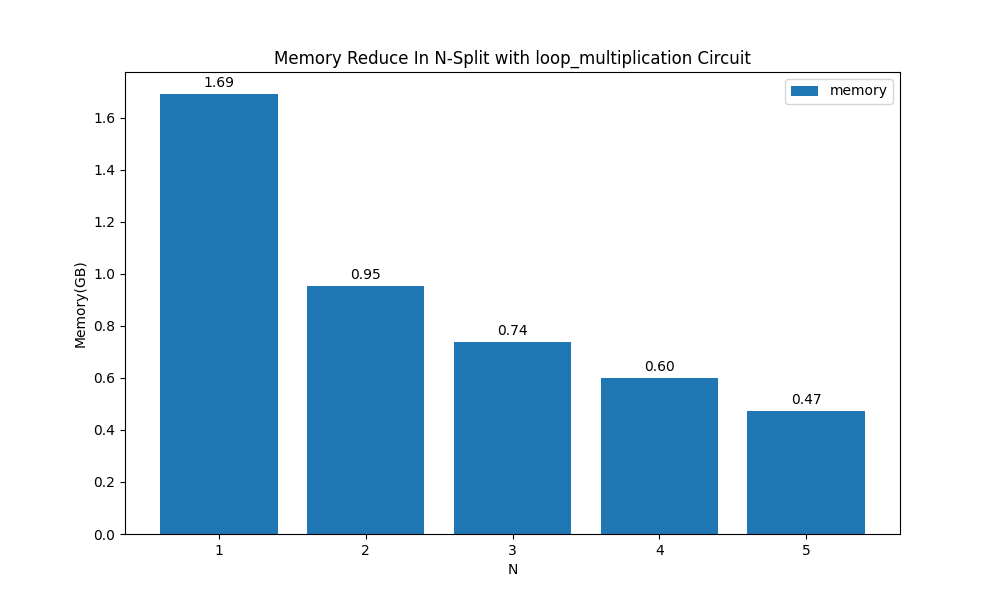 Memory Reduce In N-Split with loop_multiplication Circuit
memory
1.69
0.95
0.74
0.60
0.47
Memory(GB)
1.6
1.4
1.2
1.0
0.8
0.6
0.4
0.2
0.0
1 2 3 4 5
N